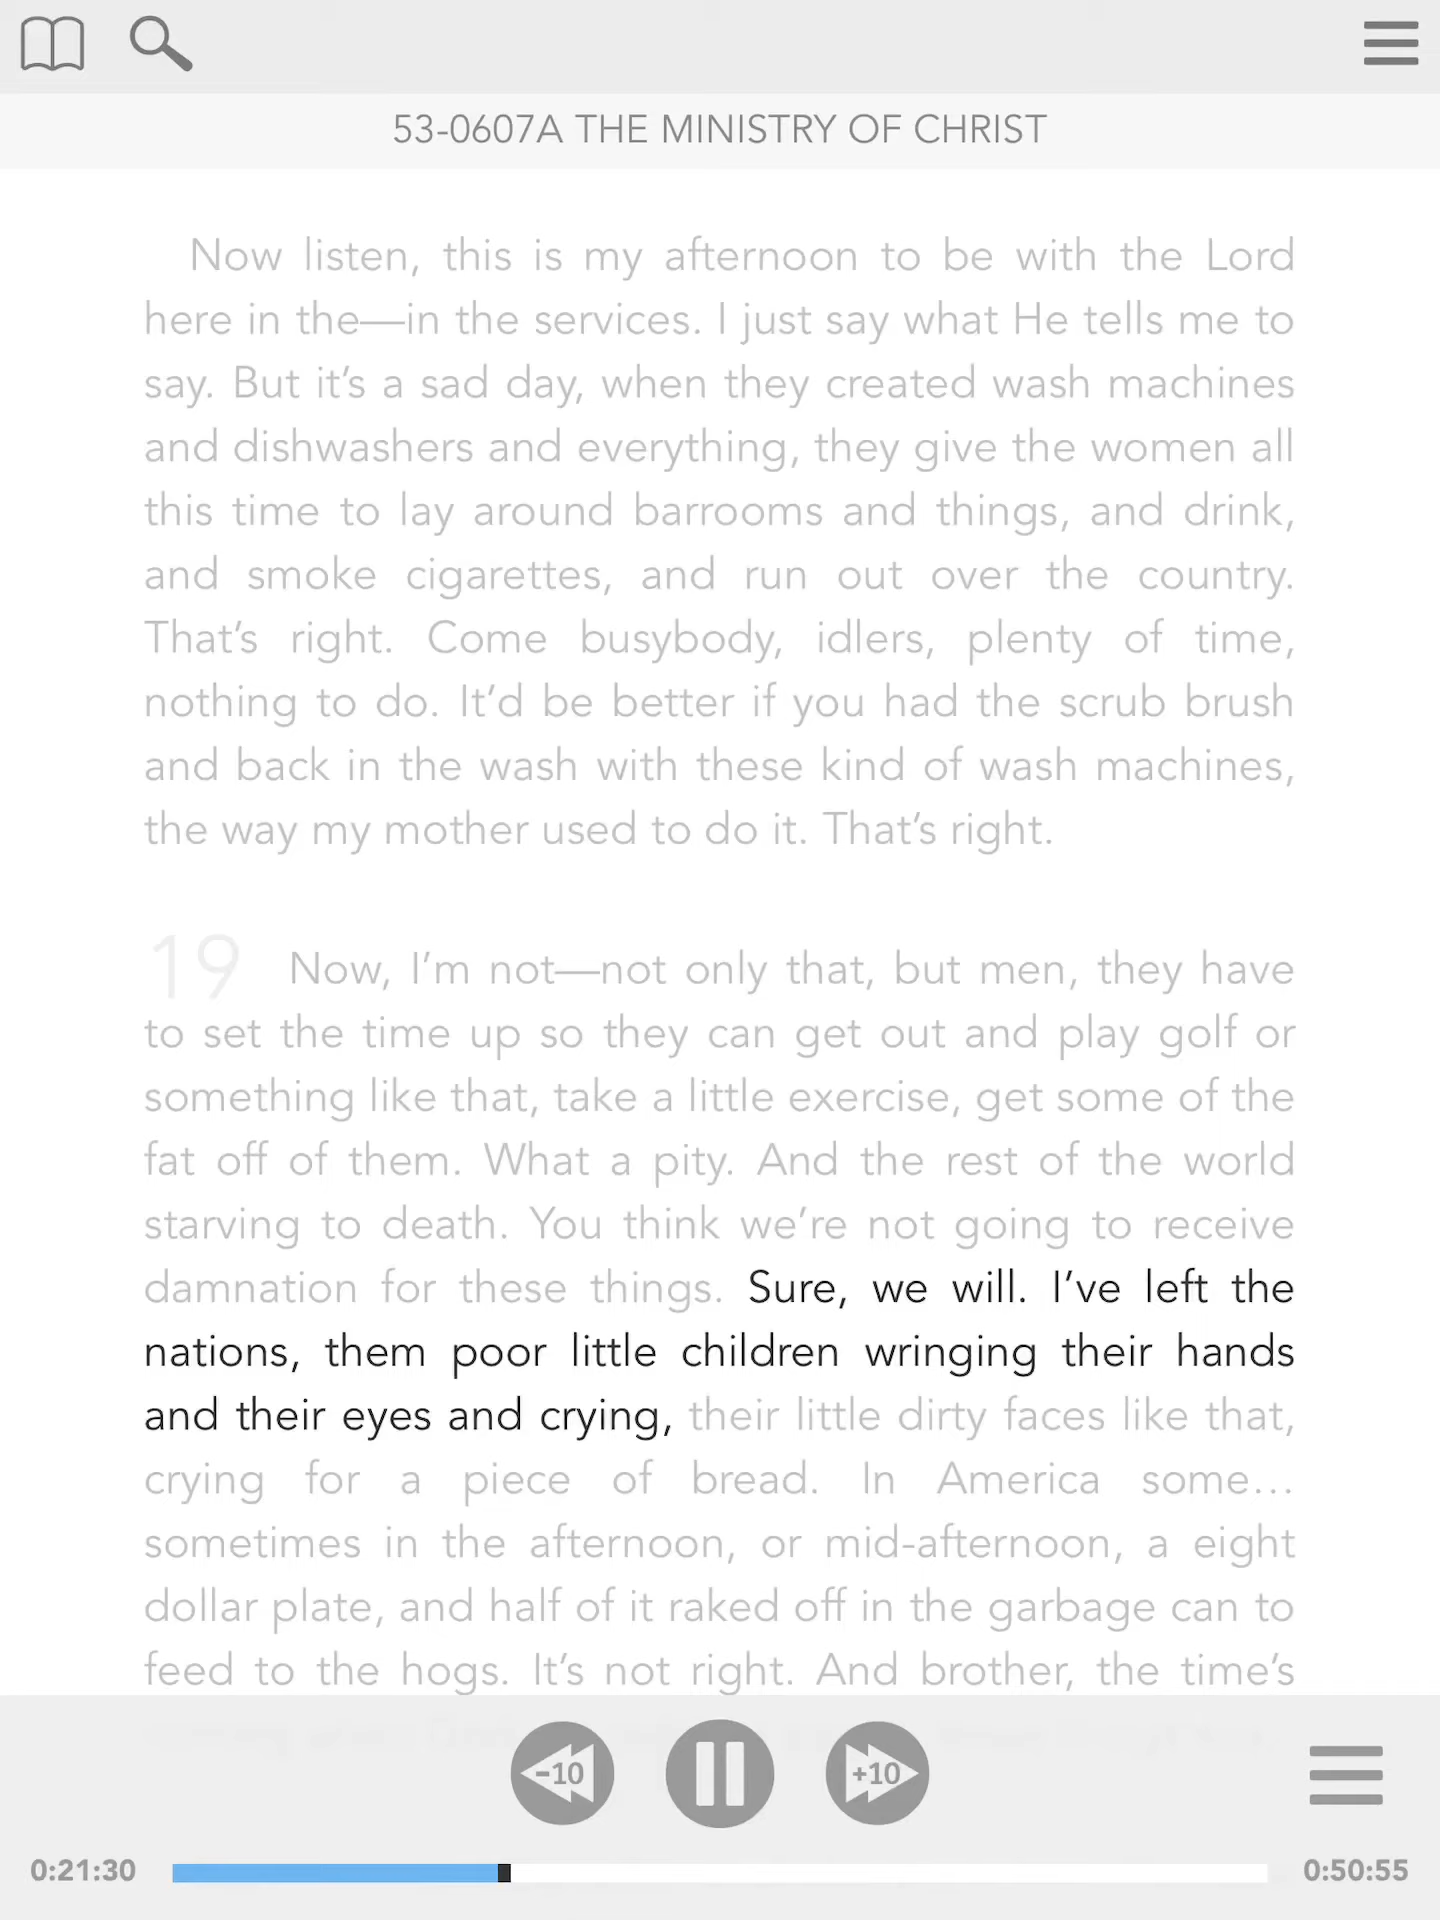 53-0607A THE MINISTRY OF CHRIST
Now listen, this is my afternoon to be with the Lord
here in the—in the services. I just say what He tells me to
say. But it’s a sad day, when they created wash machines
and dishwashers and everything, they give the women all
this time to lay around barrooms and things, and drink,
and smoke cigarettes, and run out over the country.
That’s right. Come busybody, idlers, plenty of time,
nothing to do. It’d be better if you had the scrub brush
and back in the wash with these kind of wash machines,
the way my mother used to do it. That’s right.
19 Now, I’m not—not only that, but men, they have
to set the time up so they can get out and play golf or
something like that, take a little exercise, get some of the
fat off of them. What a pity. And the rest of the world
starving to death. You think we’re not going to receive
damnation for these things. Sure, we will. I’ve left the
nations, them poor little children wringing their hands
and their eyes and crying, their little dirty faces like that,
crying for a piece of bread. In America some…
sometimes in the afternoon, or mid-afternoon, a eight
dollar plate, and half of it raked off in the garbage can to
feed to the hogs. It’s not right. And brother, the time’s
-10 +10
0:21:30 0:50:55